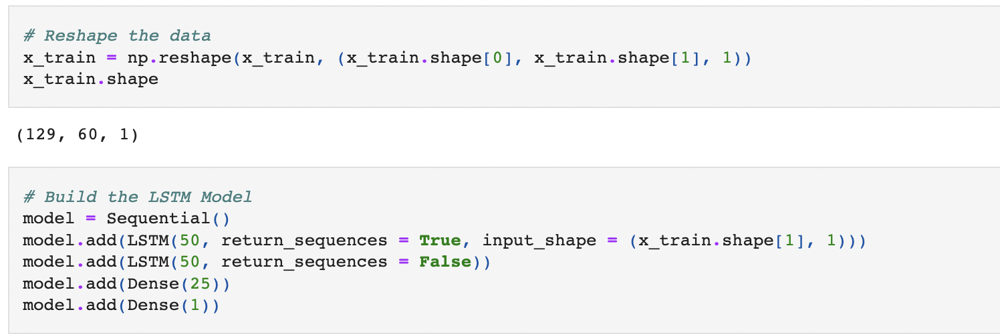 # Reshape the data
x_train = np.reshape(x_train, (x_train.shape[0], x_train.shape[1], 1))
x_train.shape
(129, 60, 1)
# Build the LSTM Model
model = Sequential()
model.add(LSTM(50, return_sequences = True, input_shape = (x_train.shape[1], 1)))
model.add(LSTM(50, return_sequences = False))
model.add(Dense(25))
model.add(Dense(1))